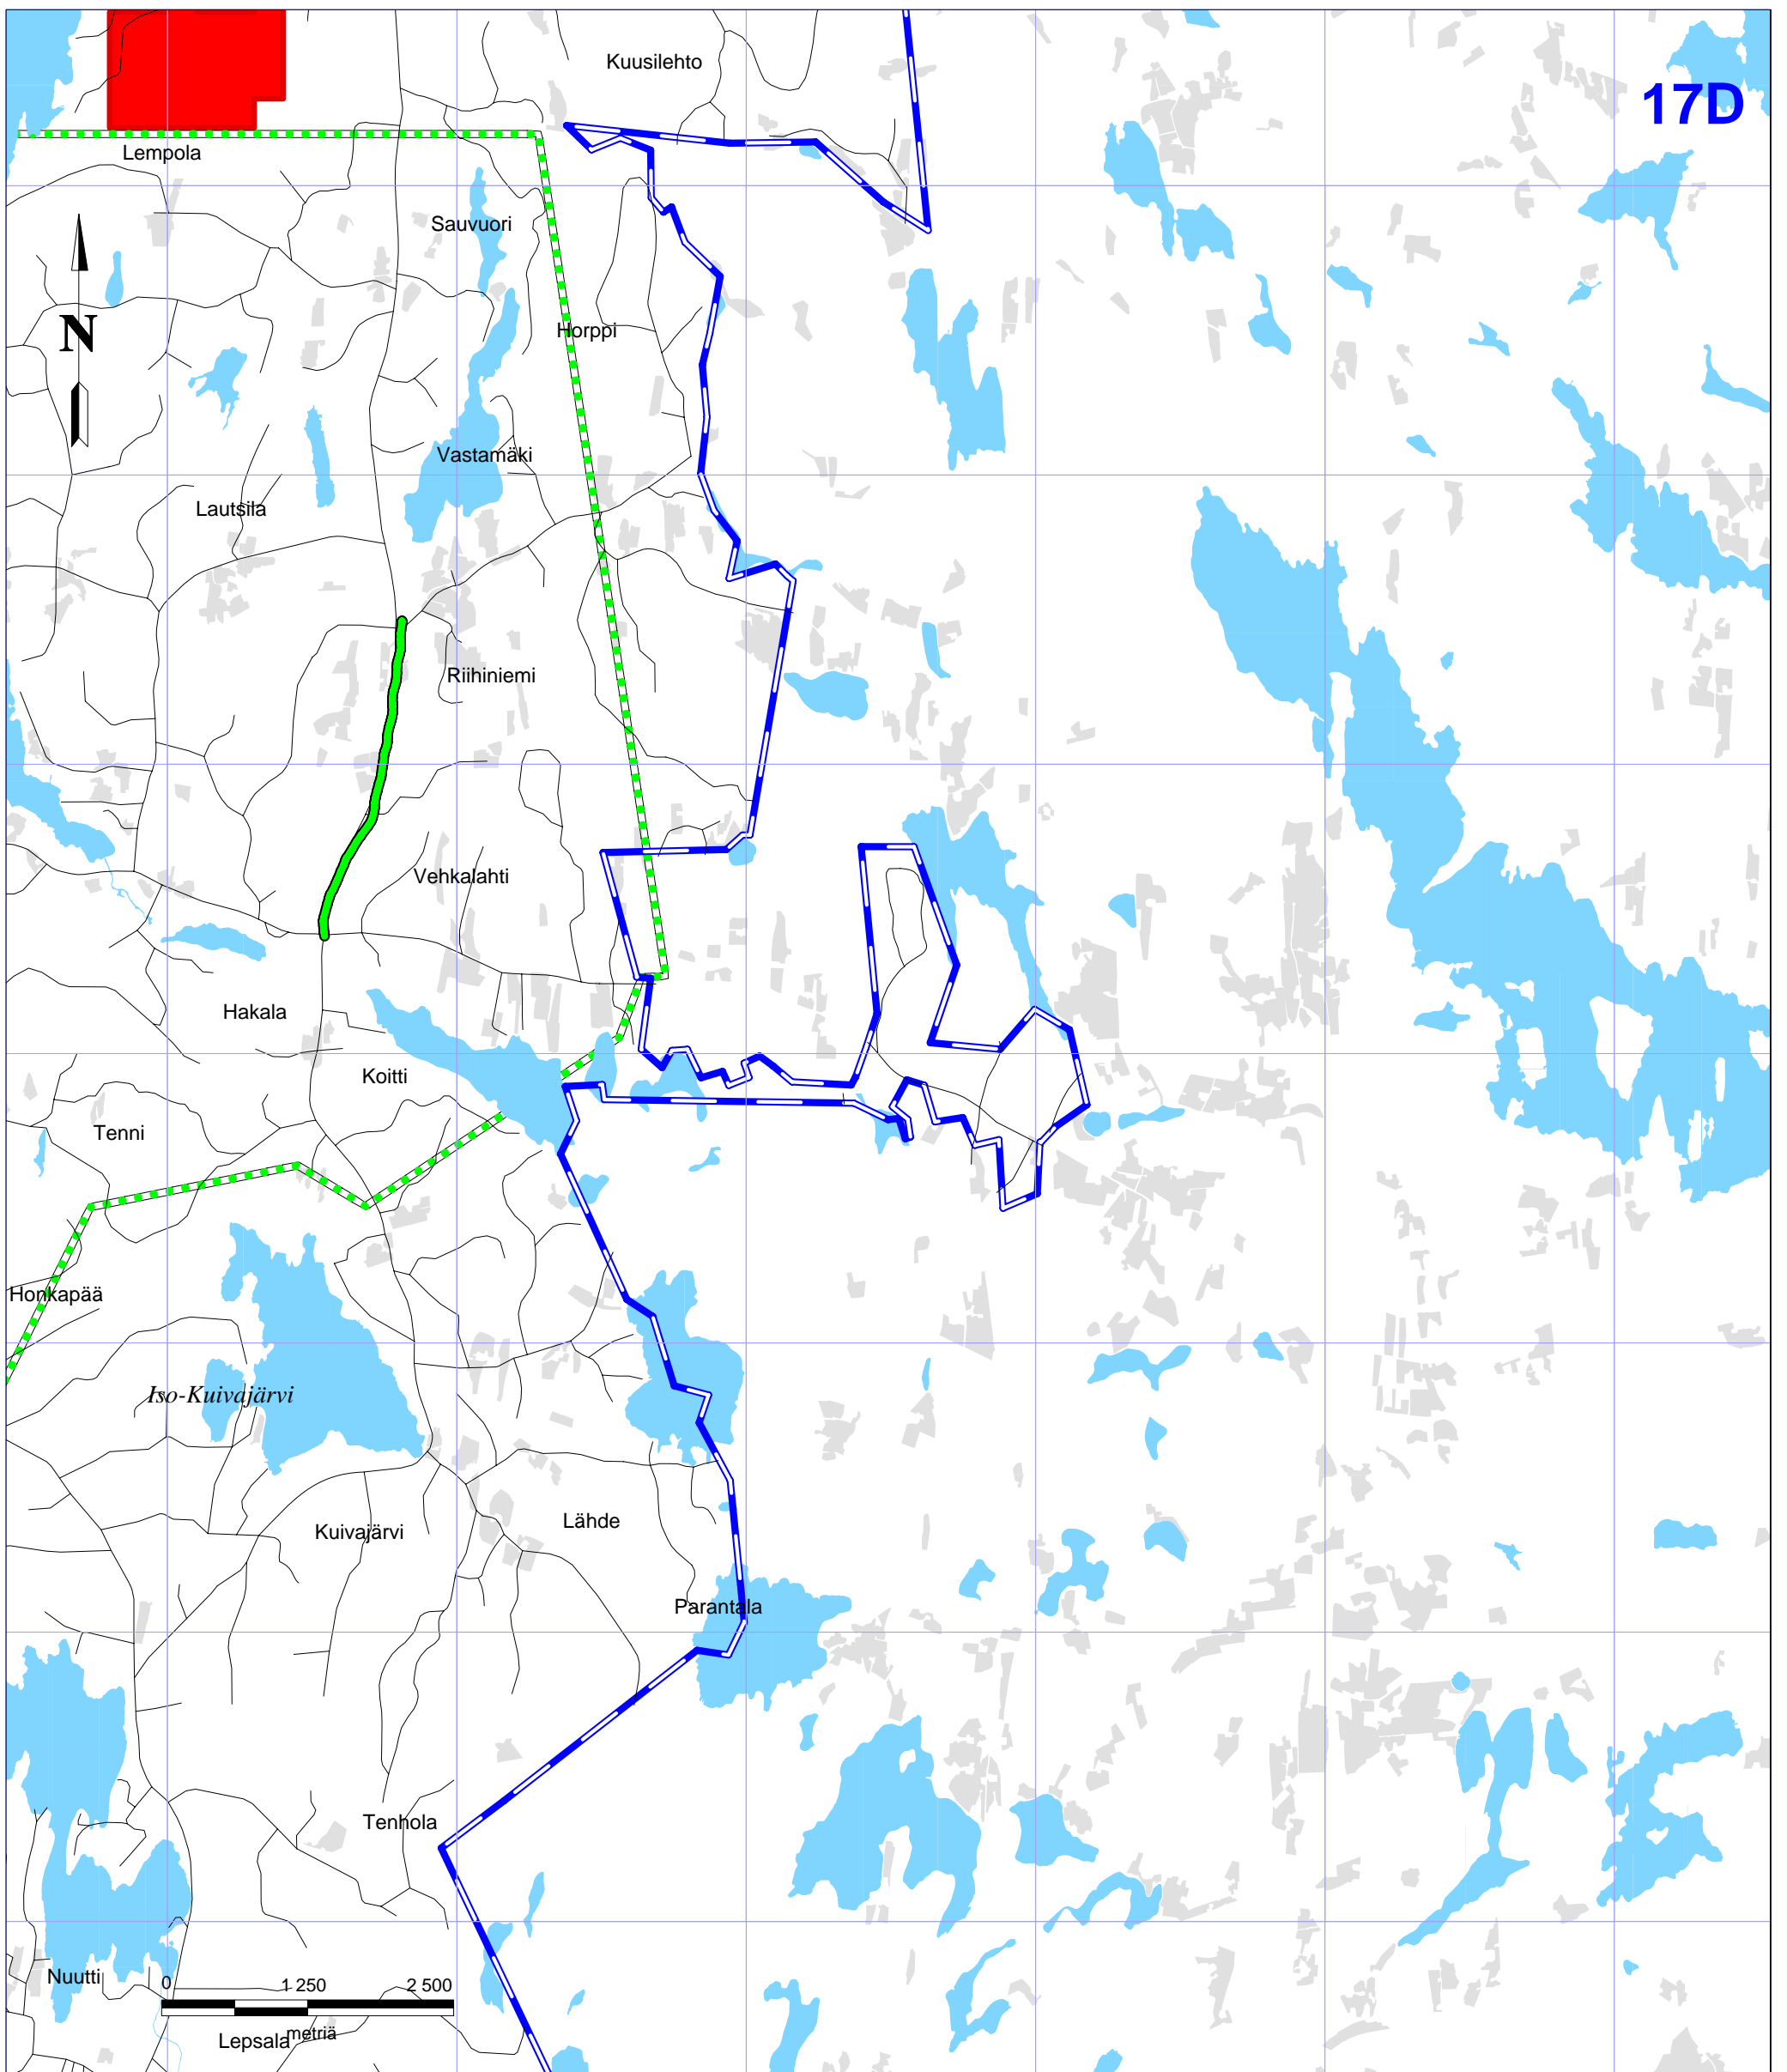 Kuusilehto
17D
Lempola
Sauvuori
N
Horppi
Vastamäki
Lautsila
Riihiniemi
Vehkalahti
Hakala
Koitti
Tenni
Honkapää
Iso-Kuivajärvi
Lähde
Kuivajärvi
Parantala
Tenhola
Nuutti
0 1 250 2 500
metriä
Lepsala